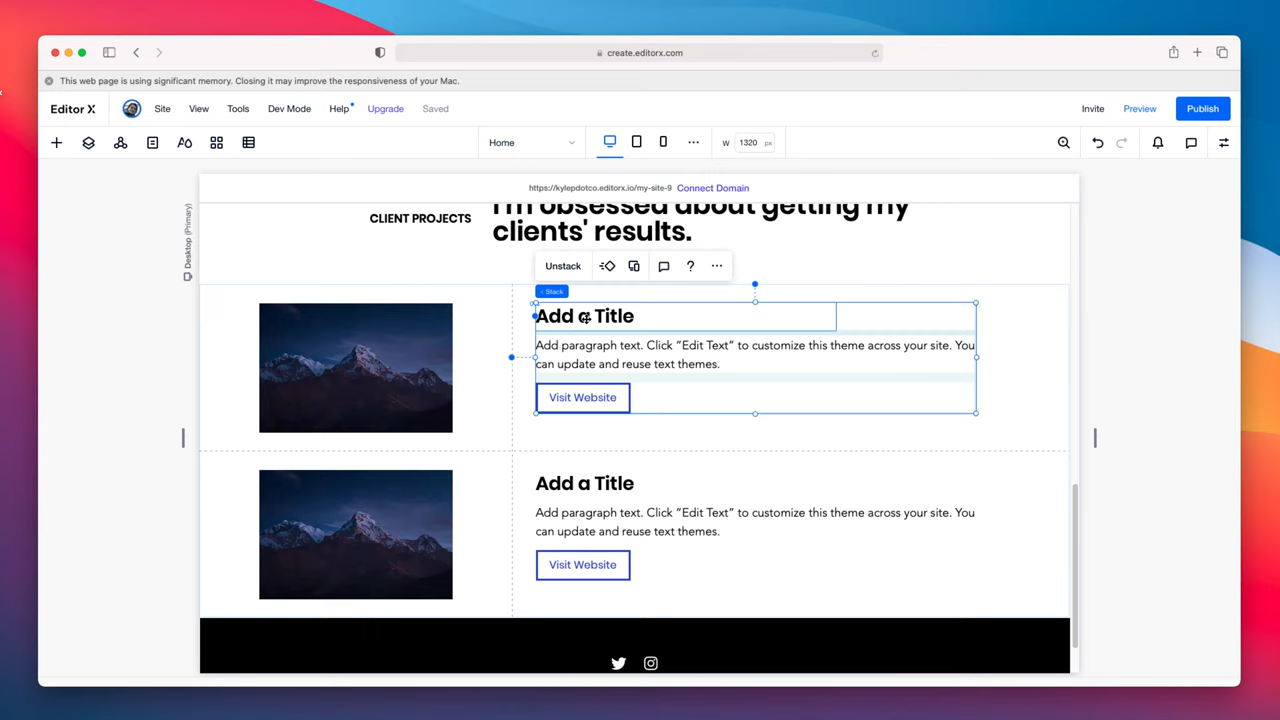 create.editorx.com
This web page is using significant memory. Closing it may improve the responsiveness of your Mac.
Editor X
Site
View
Tools
Dev Mode
Help
Upgrade
Saved
Invite
Preview
Publish
Home
W 1320 px
https://kylepdotco.editorx.io/my-site-9 Connect Domain
Desktop (Primary)
CLIENT PROJECTS
I'm obsessed about getting my
clients' results.
Unstack
?
< Stack
Add a Title
Add paragraph text. Click “Edit Text” to customize this theme across your site. You
can update and reuse text themes.
Visit Website
Add a Title
Add paragraph text. Click “Edit Text” to customize this theme across your site. You
can update and reuse text themes.
Visit Website